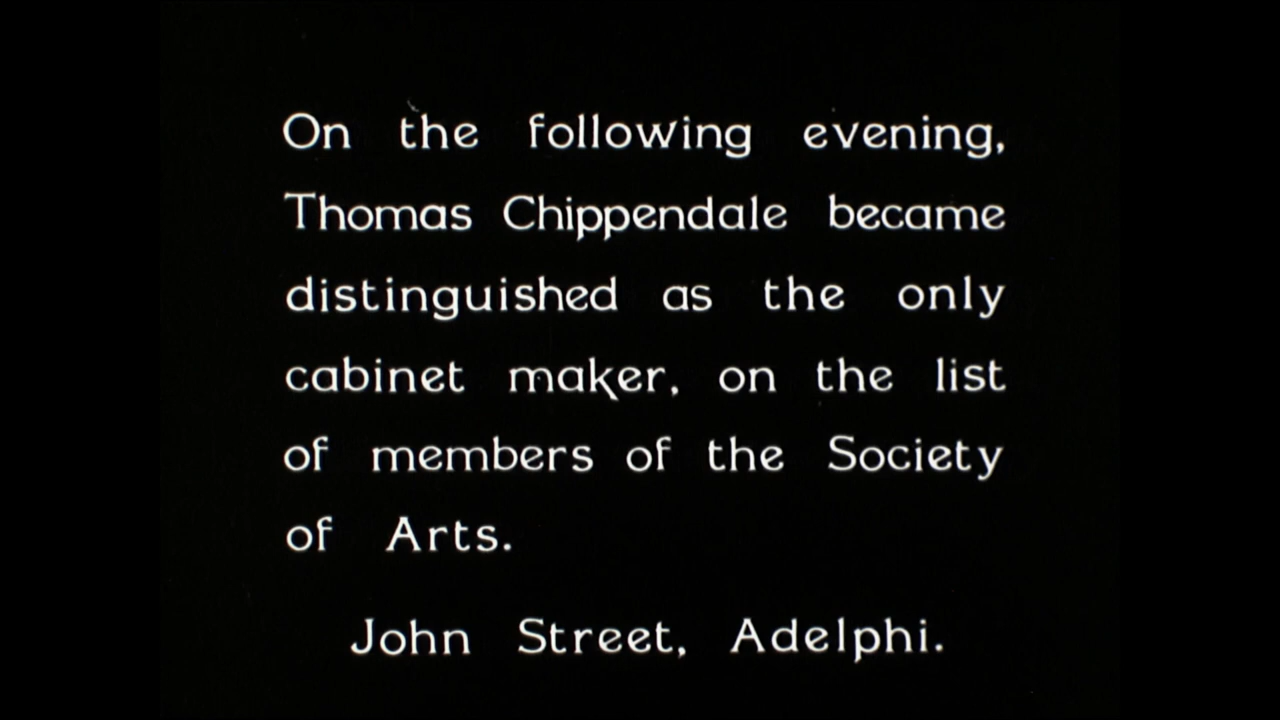 On the following evening,
Thomas Chippendale became
distinguished as the only
cabinet maker, on the list
of members of the Society
of Arts.
John Street, Adelphi.